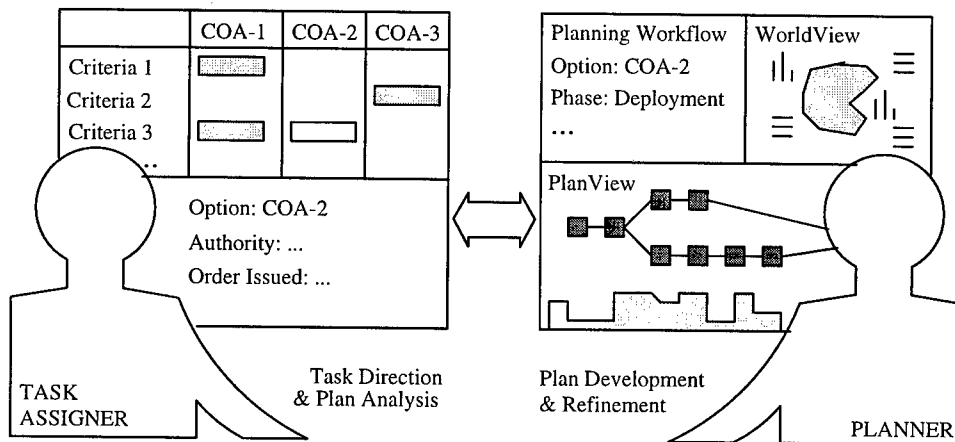 COA-1 COA-2 COA-3
Criteria 1
Criteria 2
Criteria 3
...
Option: COA-2
Authority: ...
Order Issued: ...
TASK
ASSIGNER
Task Direction
& Plan Analysis
Planning Workflow
Option: COA-2
Phase: Deployment
...
WorldView
PlanView
Plan Development
& Refinement
PLANNER